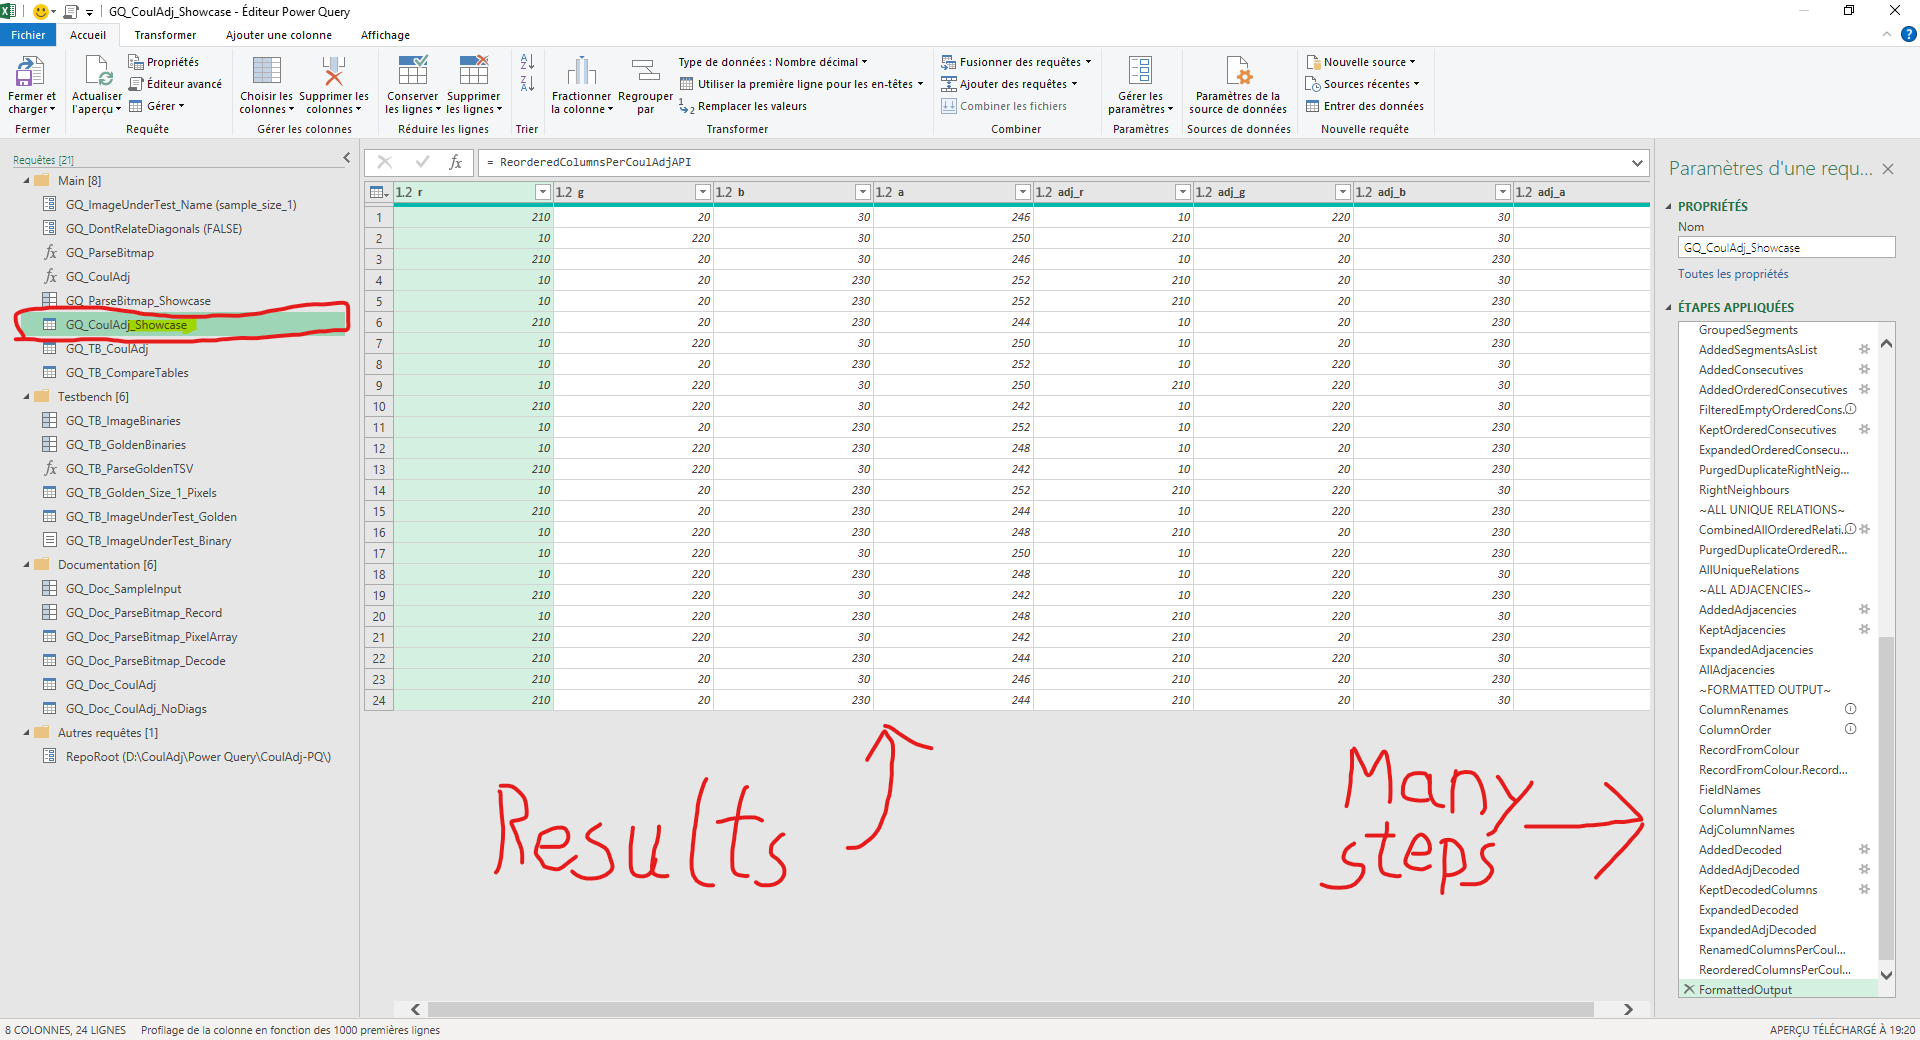 GQ_CoulAdj_Showcase - Éditeur Power Query
Fichier Accueil Transformer Ajouter une colonne Affichage
Fermer et charger
Fermer
Actualiser l'aperçu
Propriétés
Éditeur avancé
Gérer
Requête
Choisir les colonnes
Supprimer les colonnes
Gérer les colonnes
Conserver les lignes
Supprimer les lignes
Réduire les lignes
Trier
Fractionner la colonne
Regrouper par
Type de données : Nombre décimal
Utiliser la première ligne pour les en-têtes
Remplacer les valeurs
Transformer
Fusionner des requêtes
Ajouter des requêtes
Combiner les fichiers
Combiner
Gérer les paramètres
Paramètres
Paramètres de la source de données
Sources de données
Nouvelle source
Sources récentes
Entrer des données
Nouvelle requête
Requêtes [21]
Main [8]
GQ_ImageUnderTest_Name (sample_size_1)
GQ_DontRelateDiagonals (FALSE)
GQ_ParseBitmap
GQ_CoulAdj
GQ_ParseBitmap_Showcase
GQ_CoulAdj_Showcase
GQ_TB_CoulAdj
GQ_TB_CompareTables
Testbench [6]
GQ_TB_ImageBinaries
GQ_TB_GoldenBinaries
GQ_TB_ParseGoldenTSV
GQ_TB_Golden_Size_1_Pixels
GQ_TB_ImageUnderTest_Golden
GQ_TB_ImageUnderTest_Binary
Documentation [6]
GQ_Doc_SampleInput
GQ_Doc_ParseBitmap_Record
GQ_Doc_ParseBitmap_PixelArray
GQ_Doc_ParseBitmap_Decode
GQ_Doc_CoulAdj
GQ_Doc_CoulAdj_NoDiags
Autres requêtes [1]
RepoRoot (D:\CoulAdj\Power Query\CoulAdj-PQ\)
fx = ReorderedColumnsPerCoulAdjAPI
1.2 r 1.2 g 1.2 b 1.2 a 1.2 adj_r 1.2 adj_g 1.2 adj_b 1.2 adj_a
1 210 20 30 246 10 220 30
2 10 220 30 250 210 20 30
3 210 20 30 246 10 20 230
4 10 20 230 252 210 20 30
5 10 20 230 252 210 20 230
6 210 20 230 244 10 20 230
7 10 220 30 250 10 20 230
8 10 20 230 252 10 220 30
9 10 220 30 250 210 220 30
10 210 220 30 242 10 220 30
11 10 20 230 252 10 220 230
12 10 220 230 248 10 20 230
13 210 220 30 242 10 20 230
14 10 20 230 252 210 220 30
15 210 20 230 244 10 220 230
16 10 220 230 248 210 20 230
17 10 220 30 250 10 220 230
18 10 220 230 248 10 220 30
19 210 220 30 242 10 220 230
20 10 220 230 248 210 220 30
21 210 220 30 242 210 20 230
22 210 20 230 244 210 220 30
23 210 20 30 246 210 20 230
24 210 20 230 244 210 20 30
Results
Many
steps
Paramètres d'une requ...
PROPRIÉTÉS
Nom
GQ_CoulAdj_Showcase
Toutes les propriétés
ÉTAPES APPLIQUÉES
GroupedSegments
AddedSegmentsAsList
AddedConsecutives
AddedOrderedConsecutives
FilteredEmptyOrderedCons...
KeptOrderedConsecutives
ExpandedOrderedConsecu...
PurgedDuplicateRightNeig...
RightNeighbours
~ALL UNIQUE RELATIONS~
CombinedAllOrderedRelati...
PurgedDuplicateOrderedR...
AllUniqueRelations
~ALL ADJACENCIES~
AddedAdjacencies
KeptAdjacencies
ExpandedAdjacencies
AllAdjacencies
~FORMATTED OUTPUT~
ColumnRenames
ColumnOrder
RecordFromColour
RecordFromColour.Record...
FieldNames
ColumnNames
AdjColumnNames
AddedDecoded
AddedAdjDecoded
KeptDecodedColumns
ExpandedDecoded
ExpandedAdjDecoded
RenamedColumnsPerCoul...
ReorderedColumnsPerCoul...
FormattedOutput
8 COLONNES, 24 LIGNES Profilage de la colonne en fonction des 1000 premières lignes
APERÇU TÉLÉCHARGÉ À 19:20